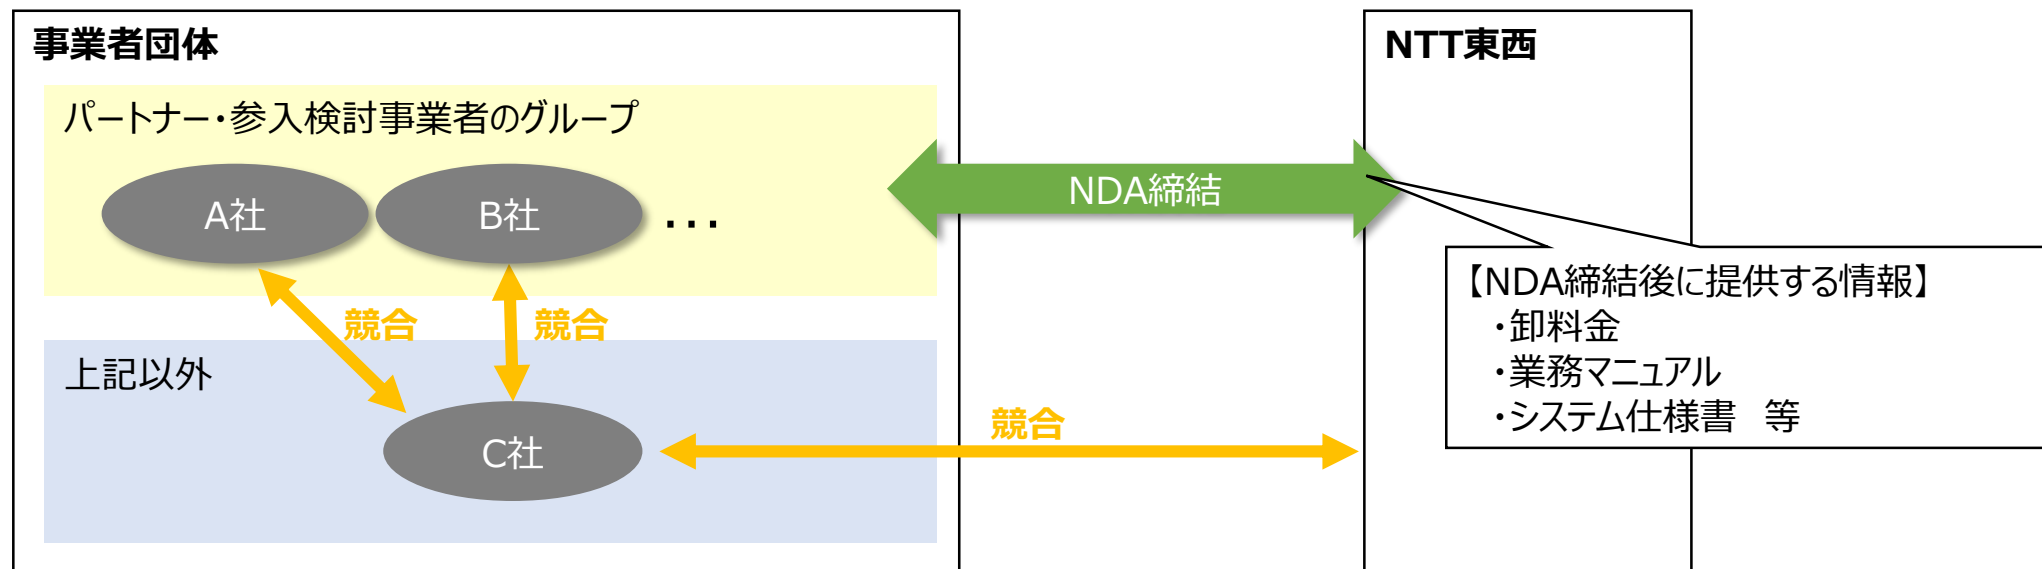 事業者団体
パートナー・参入検討事業者のグループ
A社
B社
・・・
競合
競合
上記以外
C社
競合
NDA締結
NTT東西
【NDA締結後に提供する情報】
・卸料金
・業務マニュアル
・システム仕様書　等